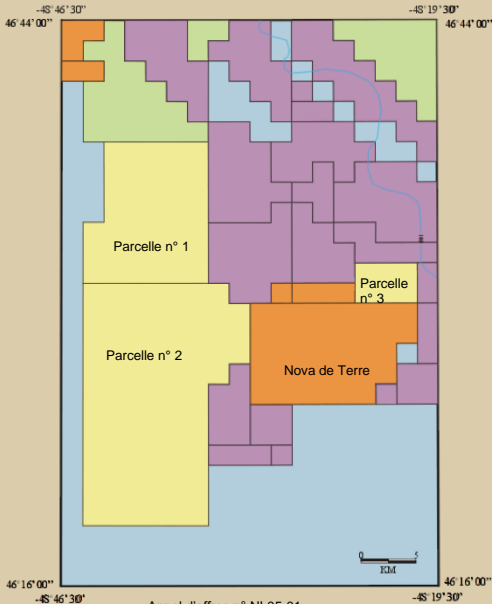 -48°46'30" -48°19'30"
46°44'00" 46°44'00"
Parcelle n° 1
Parcelle
n° 3
Parcelle n° 2
Nova de Terre
0 5
KM
46°16'00" 46°16'00"
-48°46'30" -48°19'30"